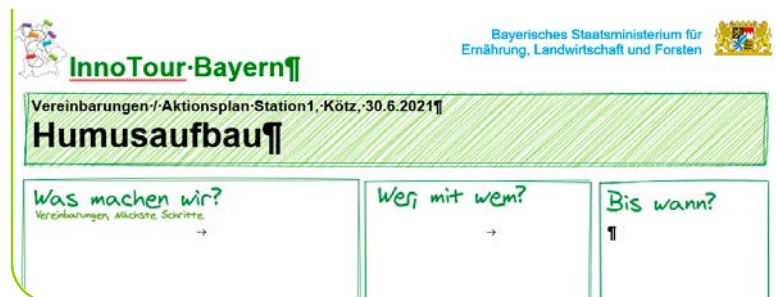 Bayerisches Staatsministerium für
Ernährung, Landwirtschaft und Forsten
InnoTour·Bayern¶
Vereinbarungen·/·Aktionsplan·Station1,·Kötz,·30.6.2021¶
Humusaufbau¶
Was machen wir?
Vereinbarungen, Nächste Schritte
→
Wer, mit wem?
→
Bis wann?
¶